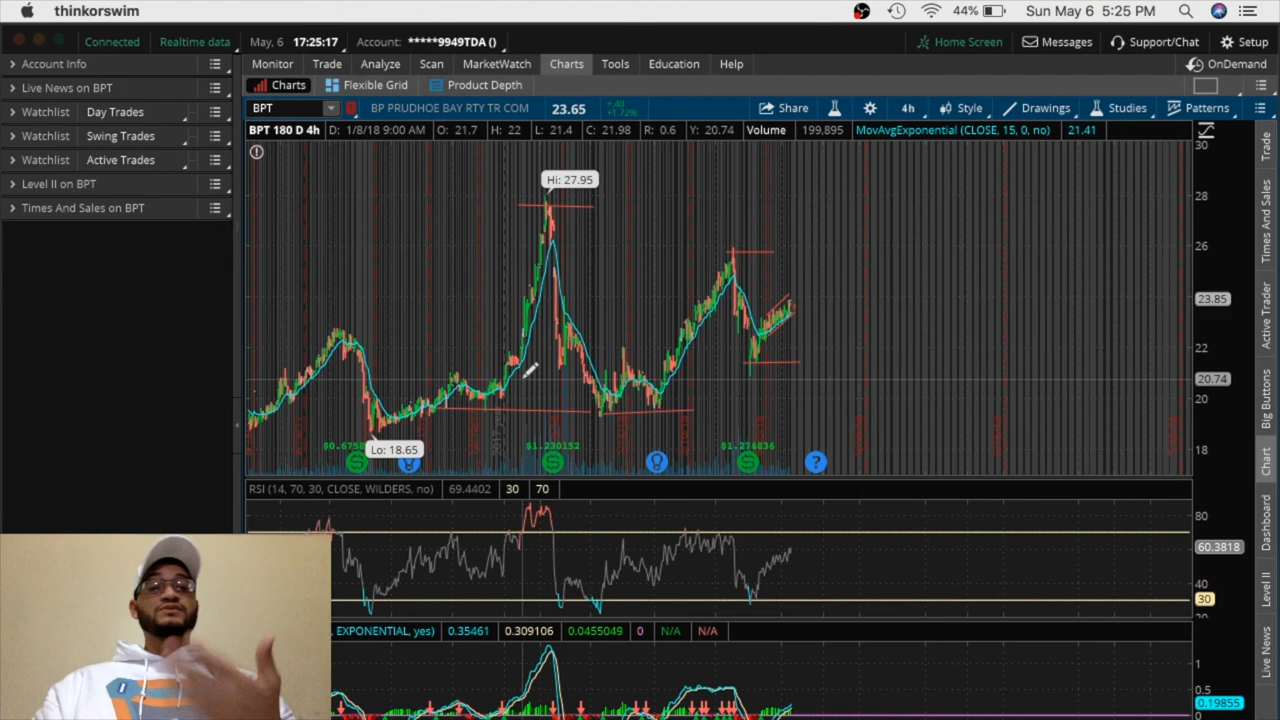 thinkorswim 44% Sun May 6 5:25 PM
Connected Realtime data May, 6 17:25:17 Account: *****9949TDA () Home Screen Messages Support/Chat Setup
Account Info Monitor Trade Analyze Scan MarketWatch Charts Tools Education Help OnDemand
Live News on BPT Charts Flexible Grid Product Depth
Watchlist Day Trades BPT BP PRUDHOE BAY RTY TR COM 23.65 +.40 +1.72% Share 4h Style Drawings Studies Patterns
Watchlist Swing Trades BPT 180 D 4h D: 1/8/18 9:00 AM O: 21.7 H: 22 L: 21.4 C: 21.98 R: 0.6 Y: 20.74 Volume 199,895 MovAvgExponential (CLOSE, 15, 0, no) 21.41
Watchlist Active Trades
Level II on BPT
Times And Sales on BPT
Hi: 27.95
30
28
26
23.85
22
20.74
20
18
$1.230152 $1.274836
Lo: 18.65
RSI (14, 70, 30, CLOSE, WILDERS, no) 69.4402 30 70
80
60.3818
40
30
EXPONENTIAL, yes) 0.35461 0.309106 0.0455049 0 N/A N/A
1
0.5
0.19855
0
Trade
Times And Sales
Active Trader
Big Buttons
Chart
Dashboard
Level II
Live News